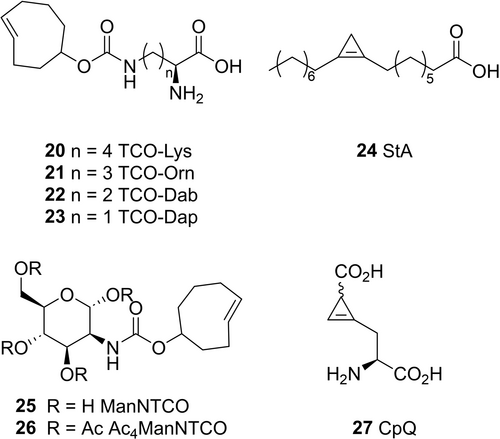 O
O
N
H
n
NH2
O
OH
20 n = 4 TCO-Lys
21 n = 3 TCO-Orn
22 n = 2 TCO-Dab
23 n = 1 TCO-Dap
6
5
O
OH
24 StA
OR
O
OR
RO
OR
N
H
O
O
25 R = H ManNTCO
26 R = Ac Ac4ManNTCO
CO2H
H2N
CO2H
27 CpQ